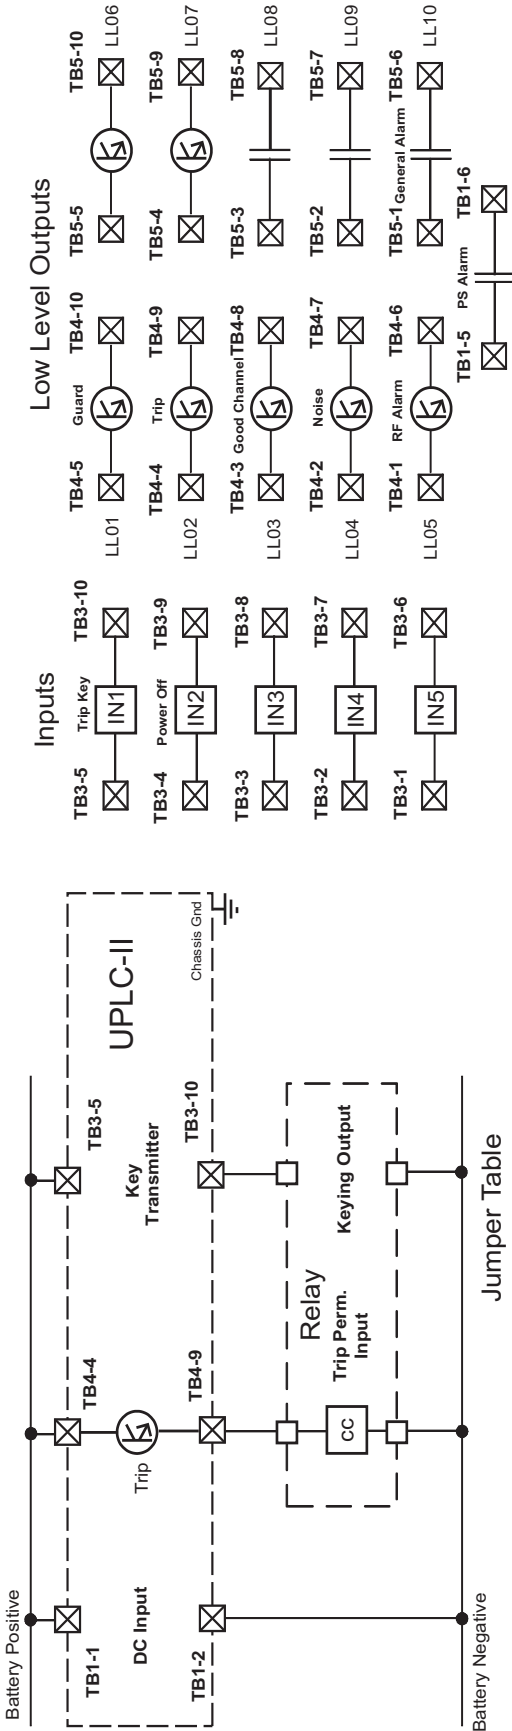 Battery Positive
TB1-1
TB4-4
TB3-5
DC Input
Trip
Key
Transmitter
UPLC-II
TB1-2
TB4-9
TB3-10
Chassis Gnd
Relay
Trip Perm.
Input
Keying Output
CC
Battery Negative
Jumper Table
Inputs
TB3-5
Trip Key
TB3-10
IN1
TB3-4
Power Off
TB3-9
IN2
TB3-3
TB3-8
IN3
TB3-2
TB3-7
IN4
TB3-1
TB3-6
IN5
Low Level Outputs
TB4-5
Guard
TB4-10
TB5-5
TB5-10
LL01
LL06
TB4-4
Trip
TB4-9
TB5-4
TB5-9
LL02
LL07
TB4-3
Good Channel
TB4-8
TB5-3
TB5-8
LL03
LL08
TB4-2
Noise
TB4-7
TB5-2
TB5-7
LL04
LL09
TB4-1
RF Alarm
TB4-6
TB5-1
General Alarm
TB5-6
LL05
LL10
TB1-5
PS Alarm
TB1-6